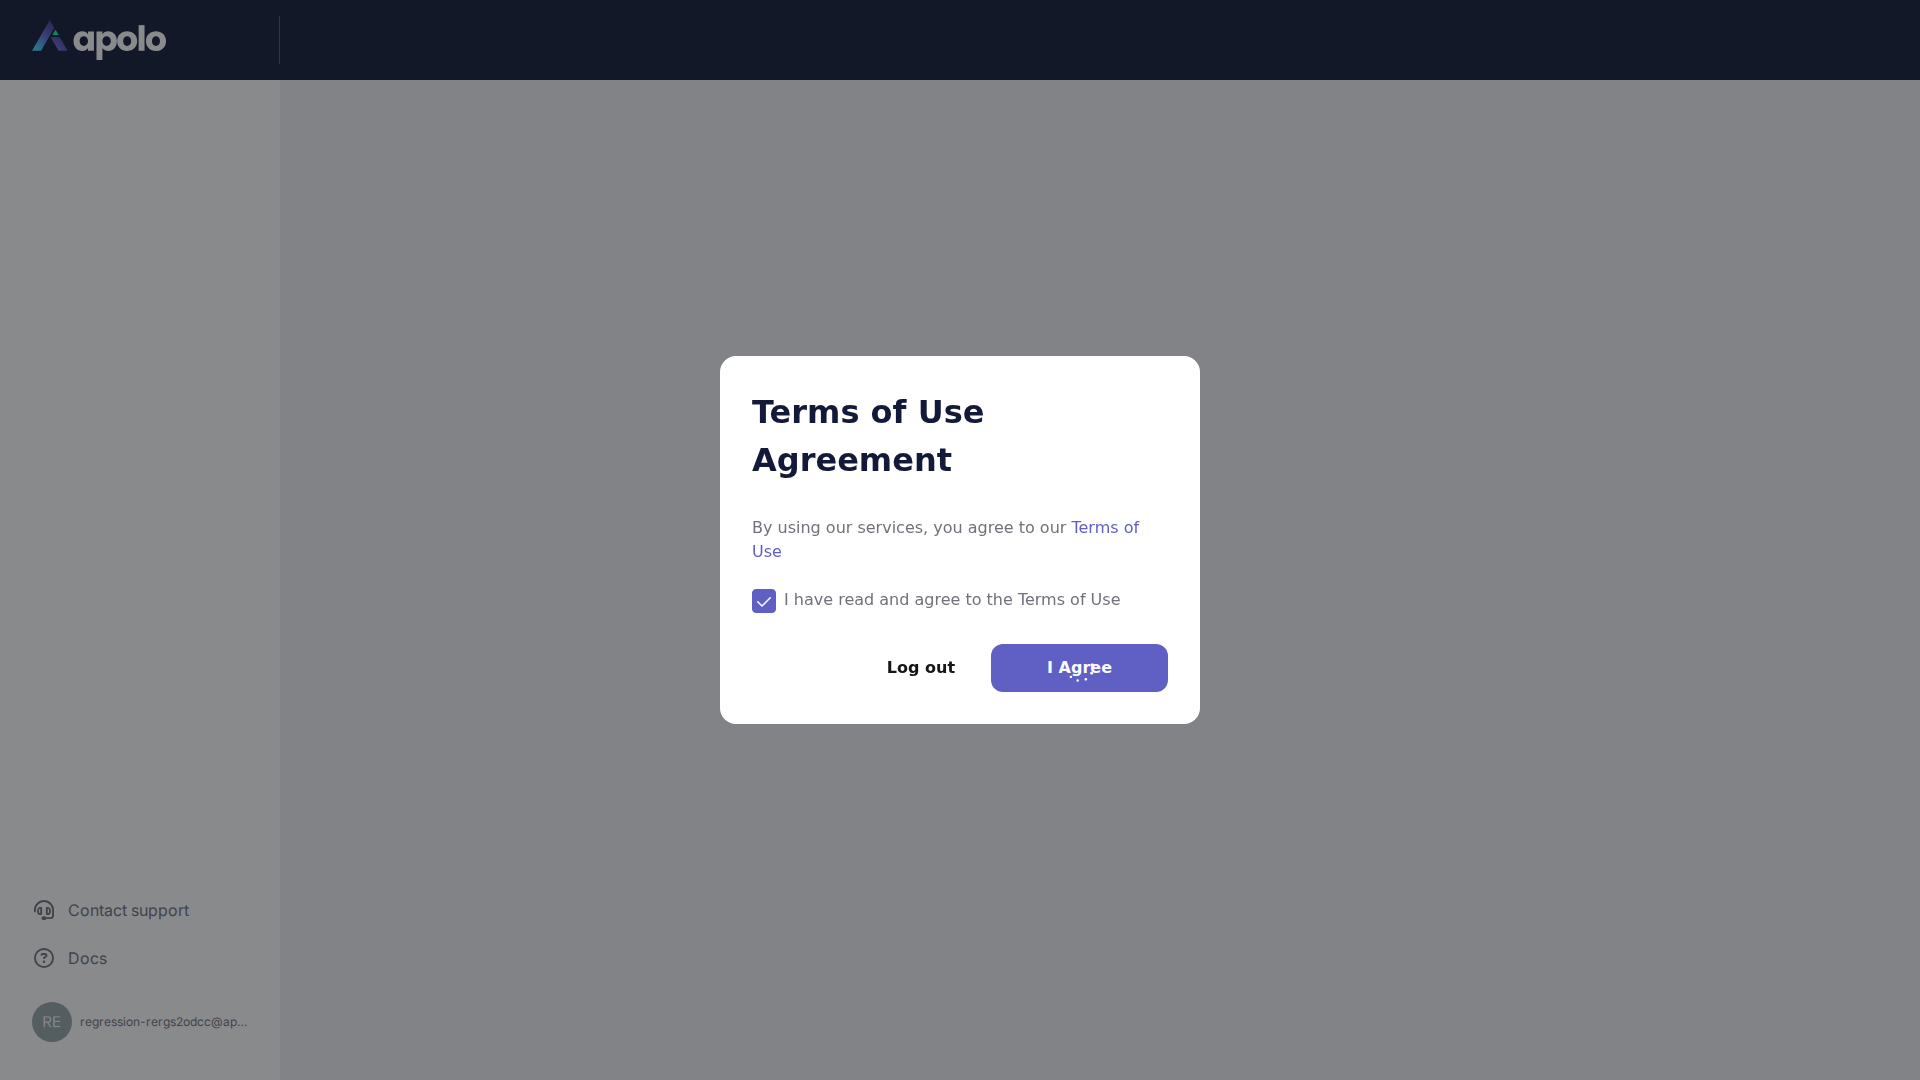 apolo
Terms of Use
Agreement
By using our services, you agree to our Terms of
Use
I have read and agree to the Terms of Use
Log out
I Agree
Contact support
Docs
RE
regression-rergs2odcc@ap...